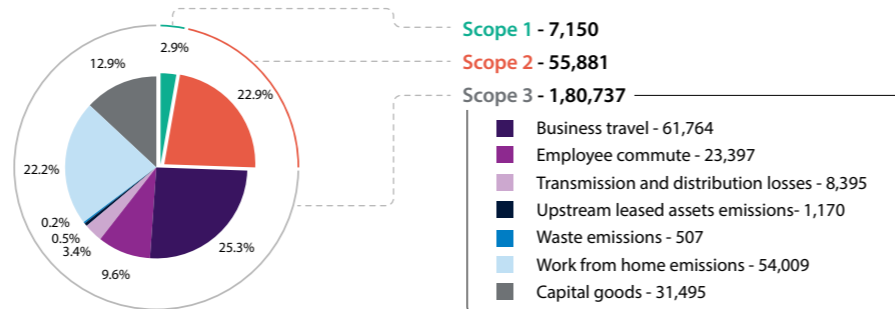 2.9%
12.9%
22.9%
22.2%
0.2%
0.5%
3.4%
9.6%
25.3%
Scope 1 - 7,150
Scope 2 - 55,881
Scope 3 - 1,80,737
Business travel - 61,764
Employee commute - 23,397
Transmission and distribution losses - 8,395
Upstream leased assets emissions- 1,170
Waste emissions - 507
Work from home emissions - 54,009
Capital goods - 31,495